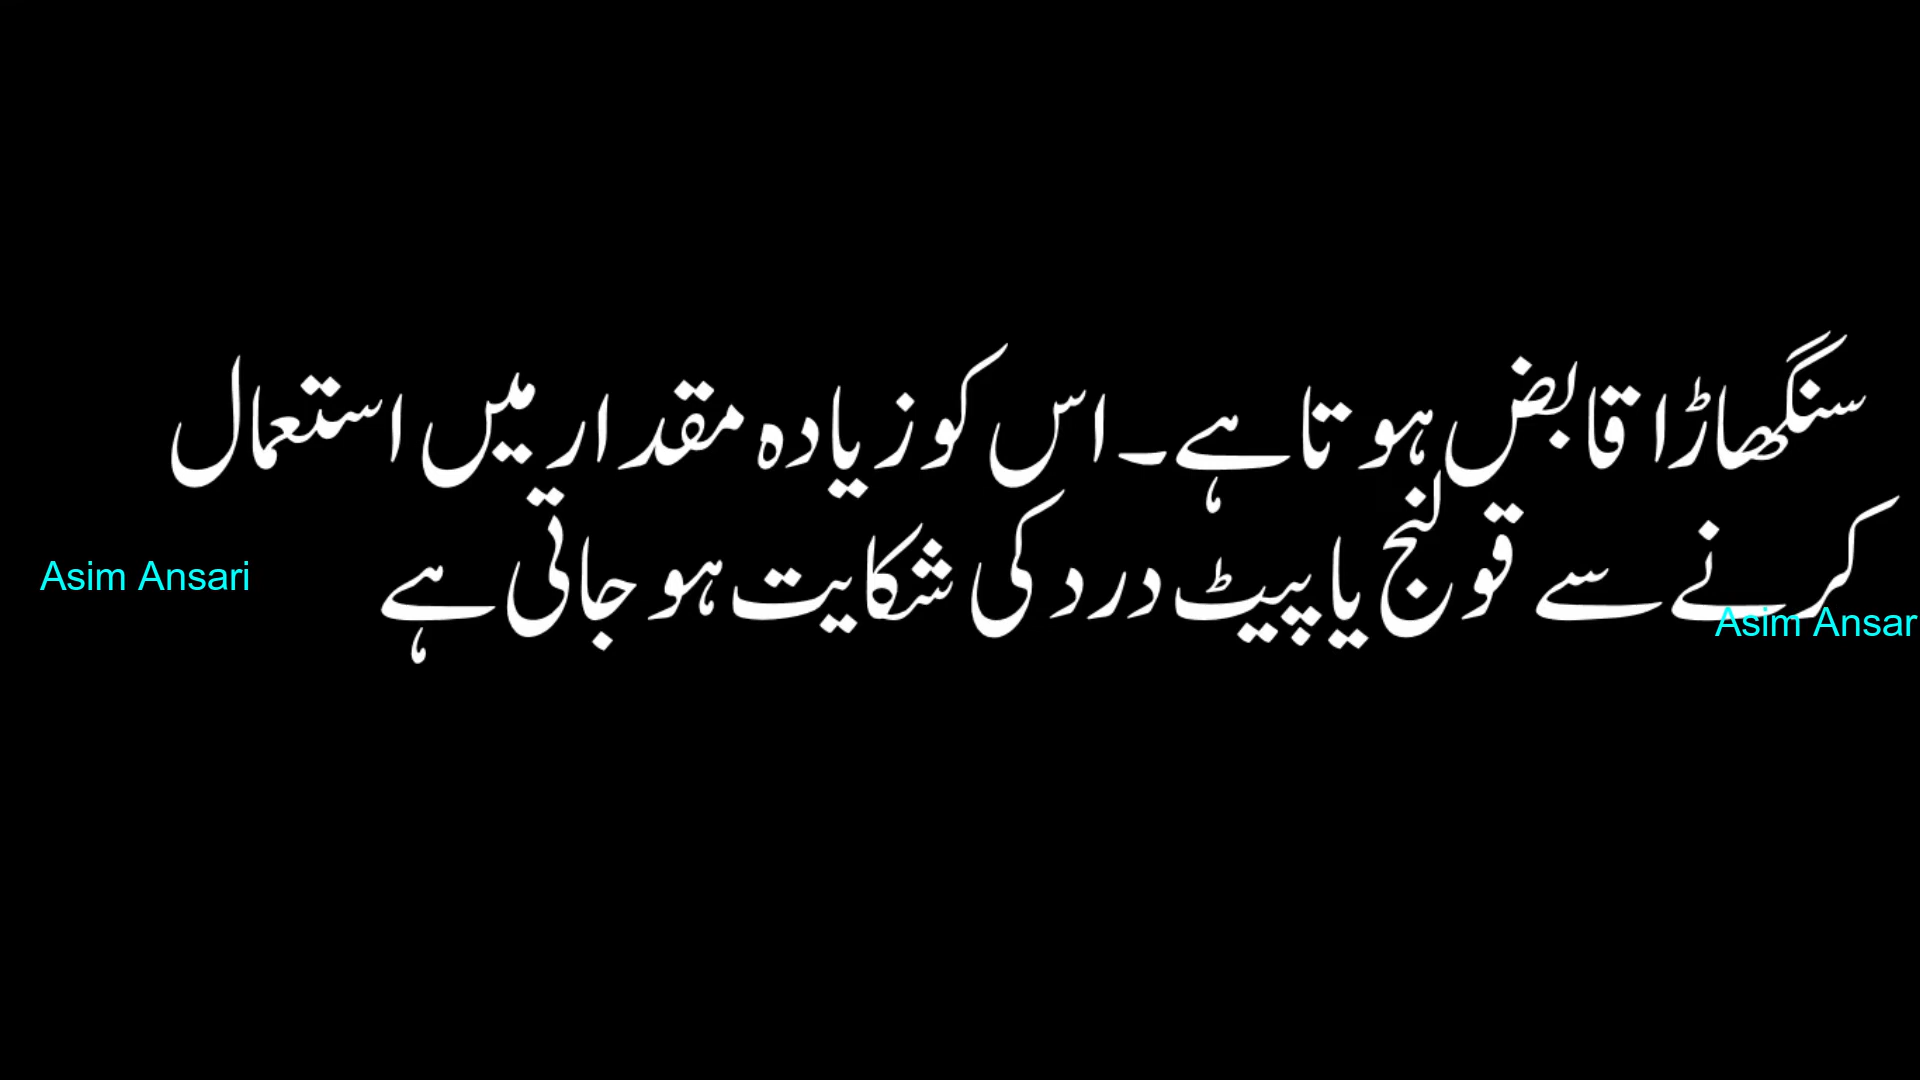 سنگھاڑا قابض ہوتا ہے۔ اس کو زیادہ مقدار میں استعمال
کرنے سے قولنج یا پیٹ درد کی شکایت ہو جاتی ہے
Asim Ansari
Asim Ansar